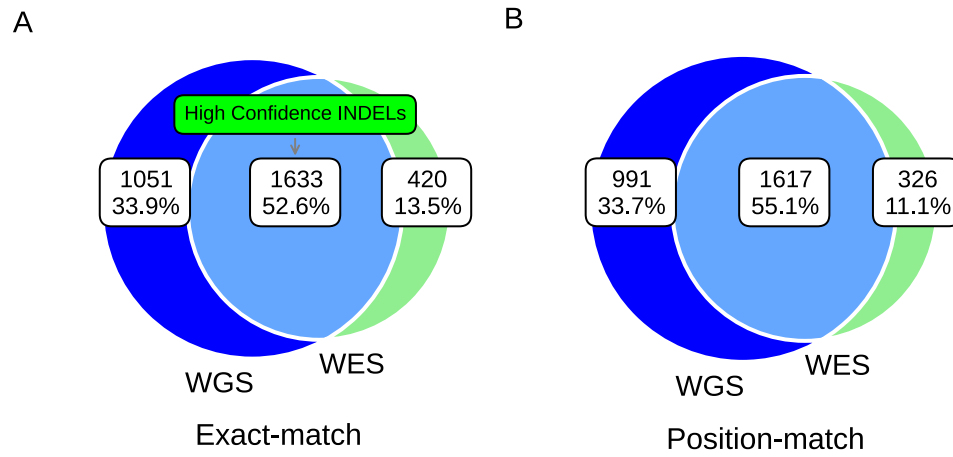 A
High Confidence INDELs
1051
33.9%
1633
52.6%
420
13.5%
WGS
WES
Exact-match
B
991
33.7%
1617
55.1%
326
11.1%
WGS
WES
Position-match